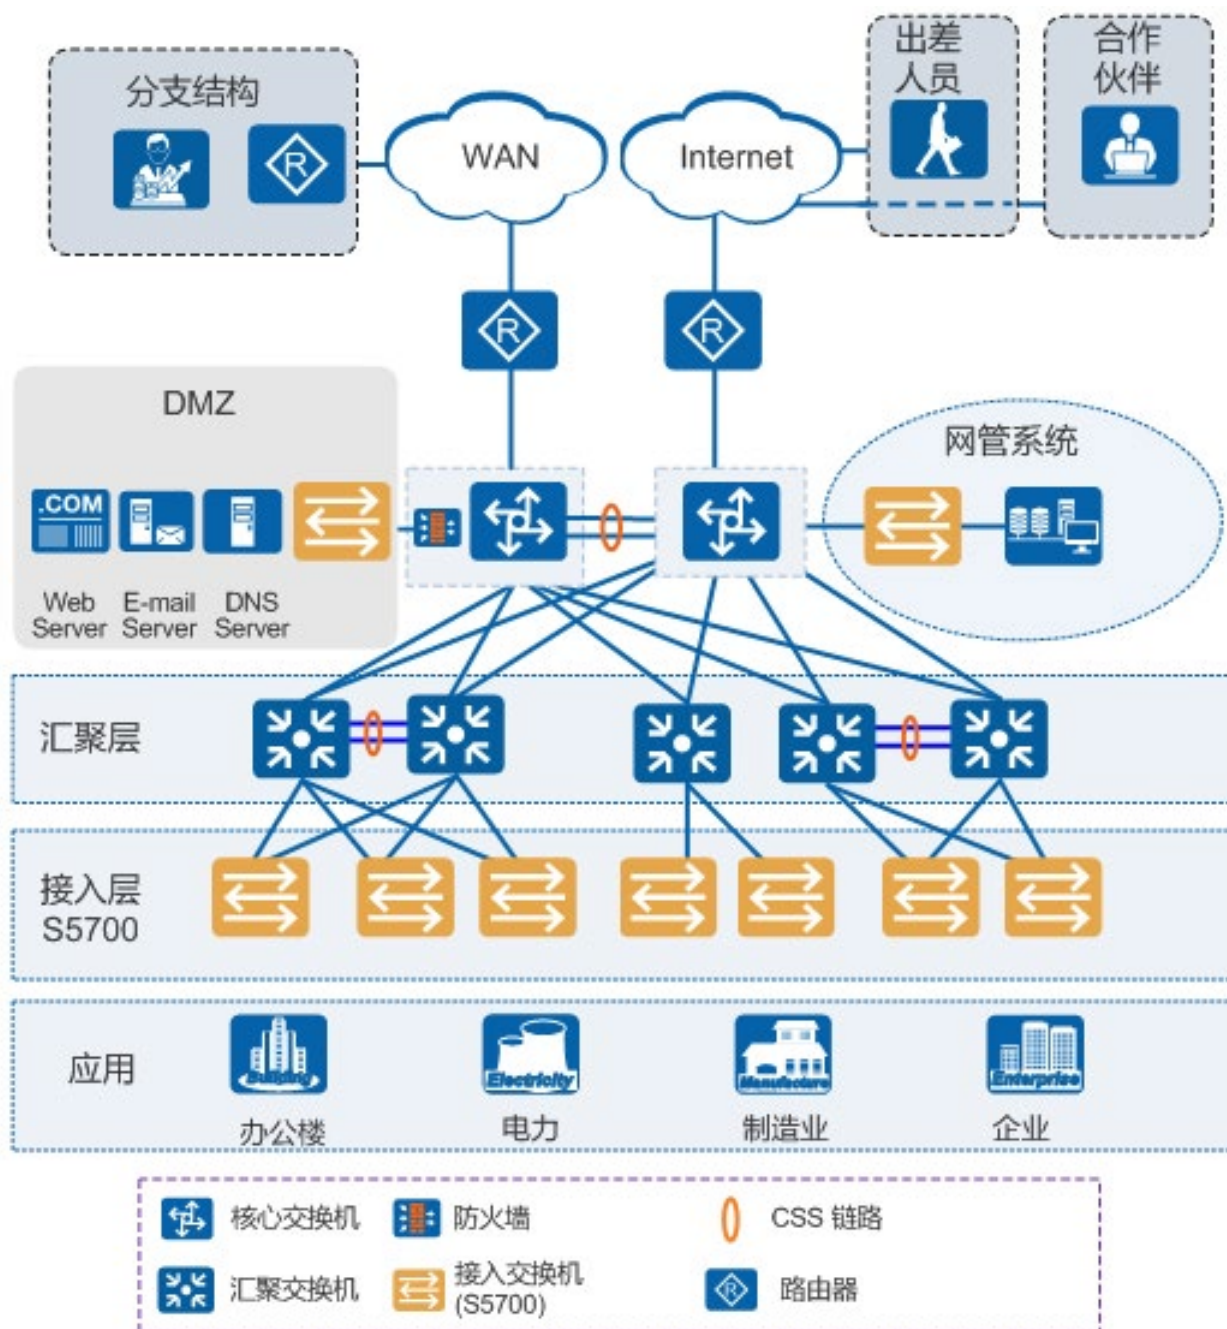 分支结构
WAN
Internet
出差
人员
合作
伙伴
R
R
R
DMZ
网管系统
.COM
Web
Server
E-mail
Server
DNS
Server
汇聚层
接入层
S5700
应用
Building
Electricity
Manufacture
Enterprise
办公楼
电力
制造业
企业
核心交换机
防火墙
CSS 链路
汇聚交换机
接入交换机
(S5700)
R
路由器